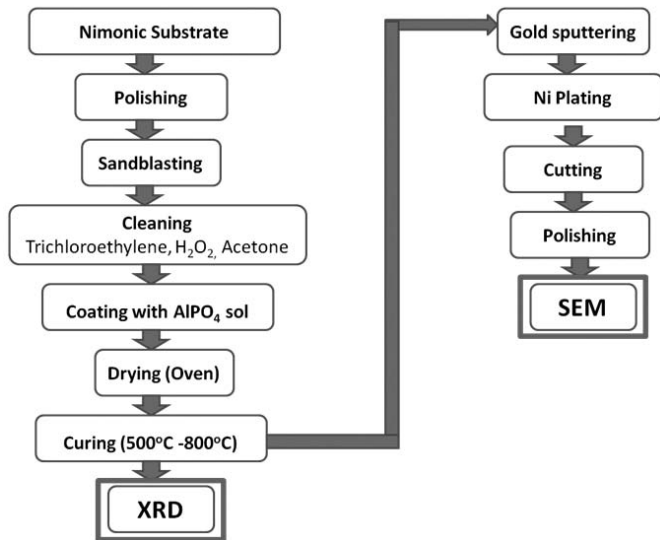 Nimonic Substrate
Polishing
Sandblasting
Cleaning
Trichloroethylene, H₂O₂, Acetone
Coating with AlPO₄ sol
Drying (Oven)
Curing (500°C -800°C)
XRD
Gold sputtering
Ni Plating
Cutting
Polishing
SEM